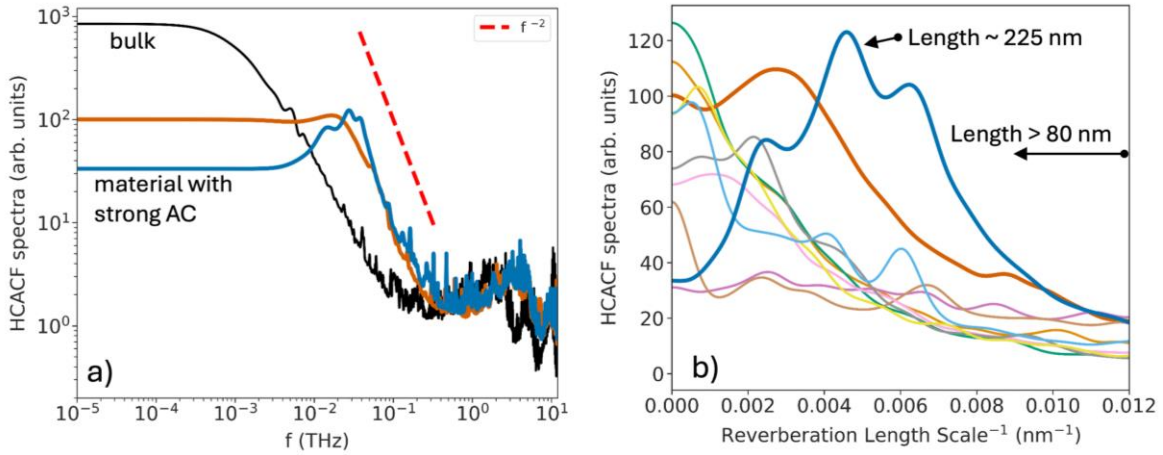 10³
10²
10¹
10⁰
HCACF spectra (arb. units)
bulk
material with
strong AC
f⁻²
a)
10⁻⁵
10⁻⁴
10⁻³
10⁻²
10⁻¹
10⁰
10¹
f (THz)
120
100
80
60
40
20
0
HCACF spectra (arb. units)
Length ~ 225 nm
Length > 80 nm
b)
0.000
0.002
0.004
0.006
0.008
0.010
0.012
Reverberation Length Scale⁻¹ (nm⁻¹)